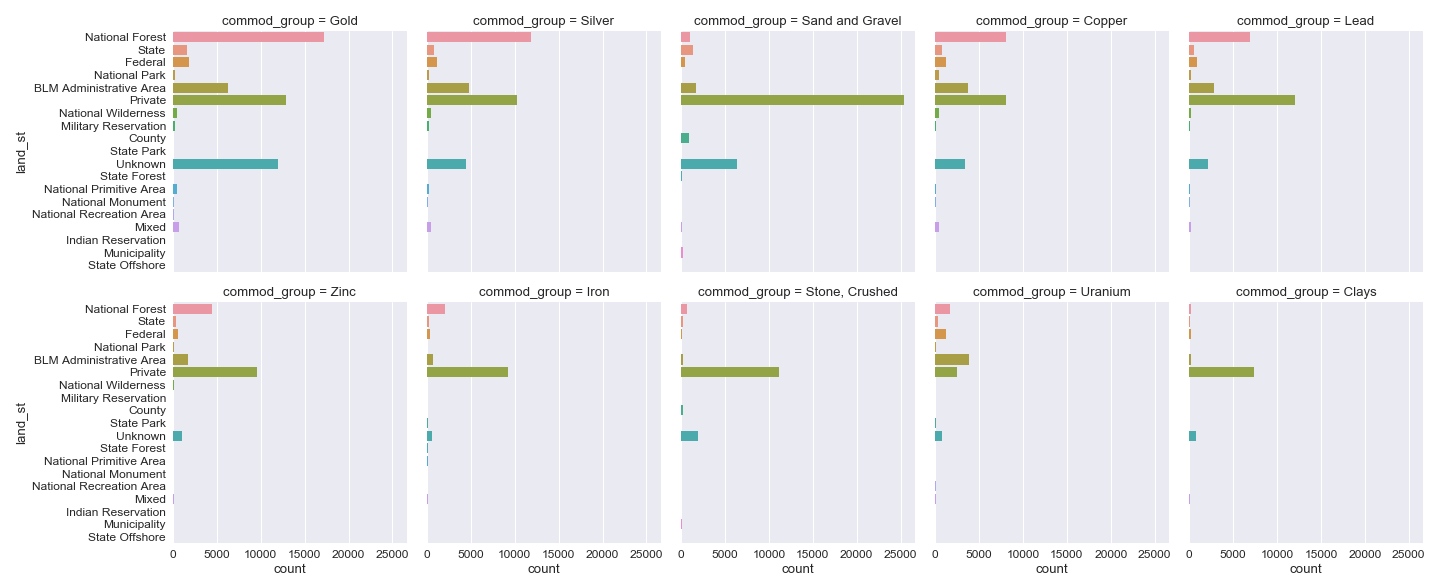 commod_group = Gold
commod_group = Silver
commod_group = Sand and Gravel
commod_group = Copper
commod_group = Lead
land_st
National Forest
State
Federal
National Park
BLM Administrative Area
Private
National Wilderness
Military Reservation
County
State Park
Unknown
State Forest
National Primitive Area
National Monument
National Recreation Area
Mixed
Indian Reservation
Municipality
State Offshore
commod_group = Zinc
commod_group = Iron
commod_group = Stone, Crushed
commod_group = Uranium
commod_group = Clays
land_st
National Forest
State
Federal
National Park
BLM Administrative Area
Private
National Wilderness
Military Reservation
County
State Park
Unknown
State Forest
National Primitive Area
National Monument
National Recreation Area
Mixed
Indian Reservation
Municipality
State Offshore
0 5000 10000 15000 20000 25000
0 5000 10000 15000 20000 25000
0 5000 10000 15000 20000 25000
0 5000 10000 15000 20000 25000
0 5000 10000 15000 20000 25000
count
count
count
count
count